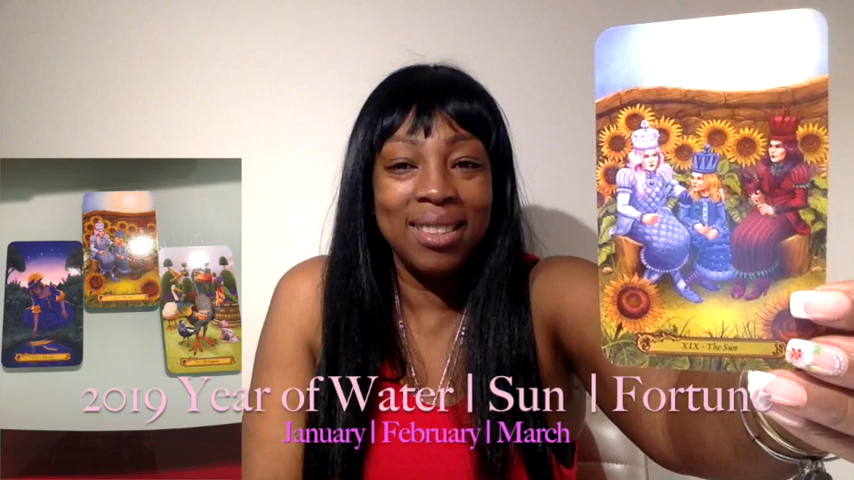 XIX - The Sun
2019 Year of Water | Sun | Fortune
January | February | March